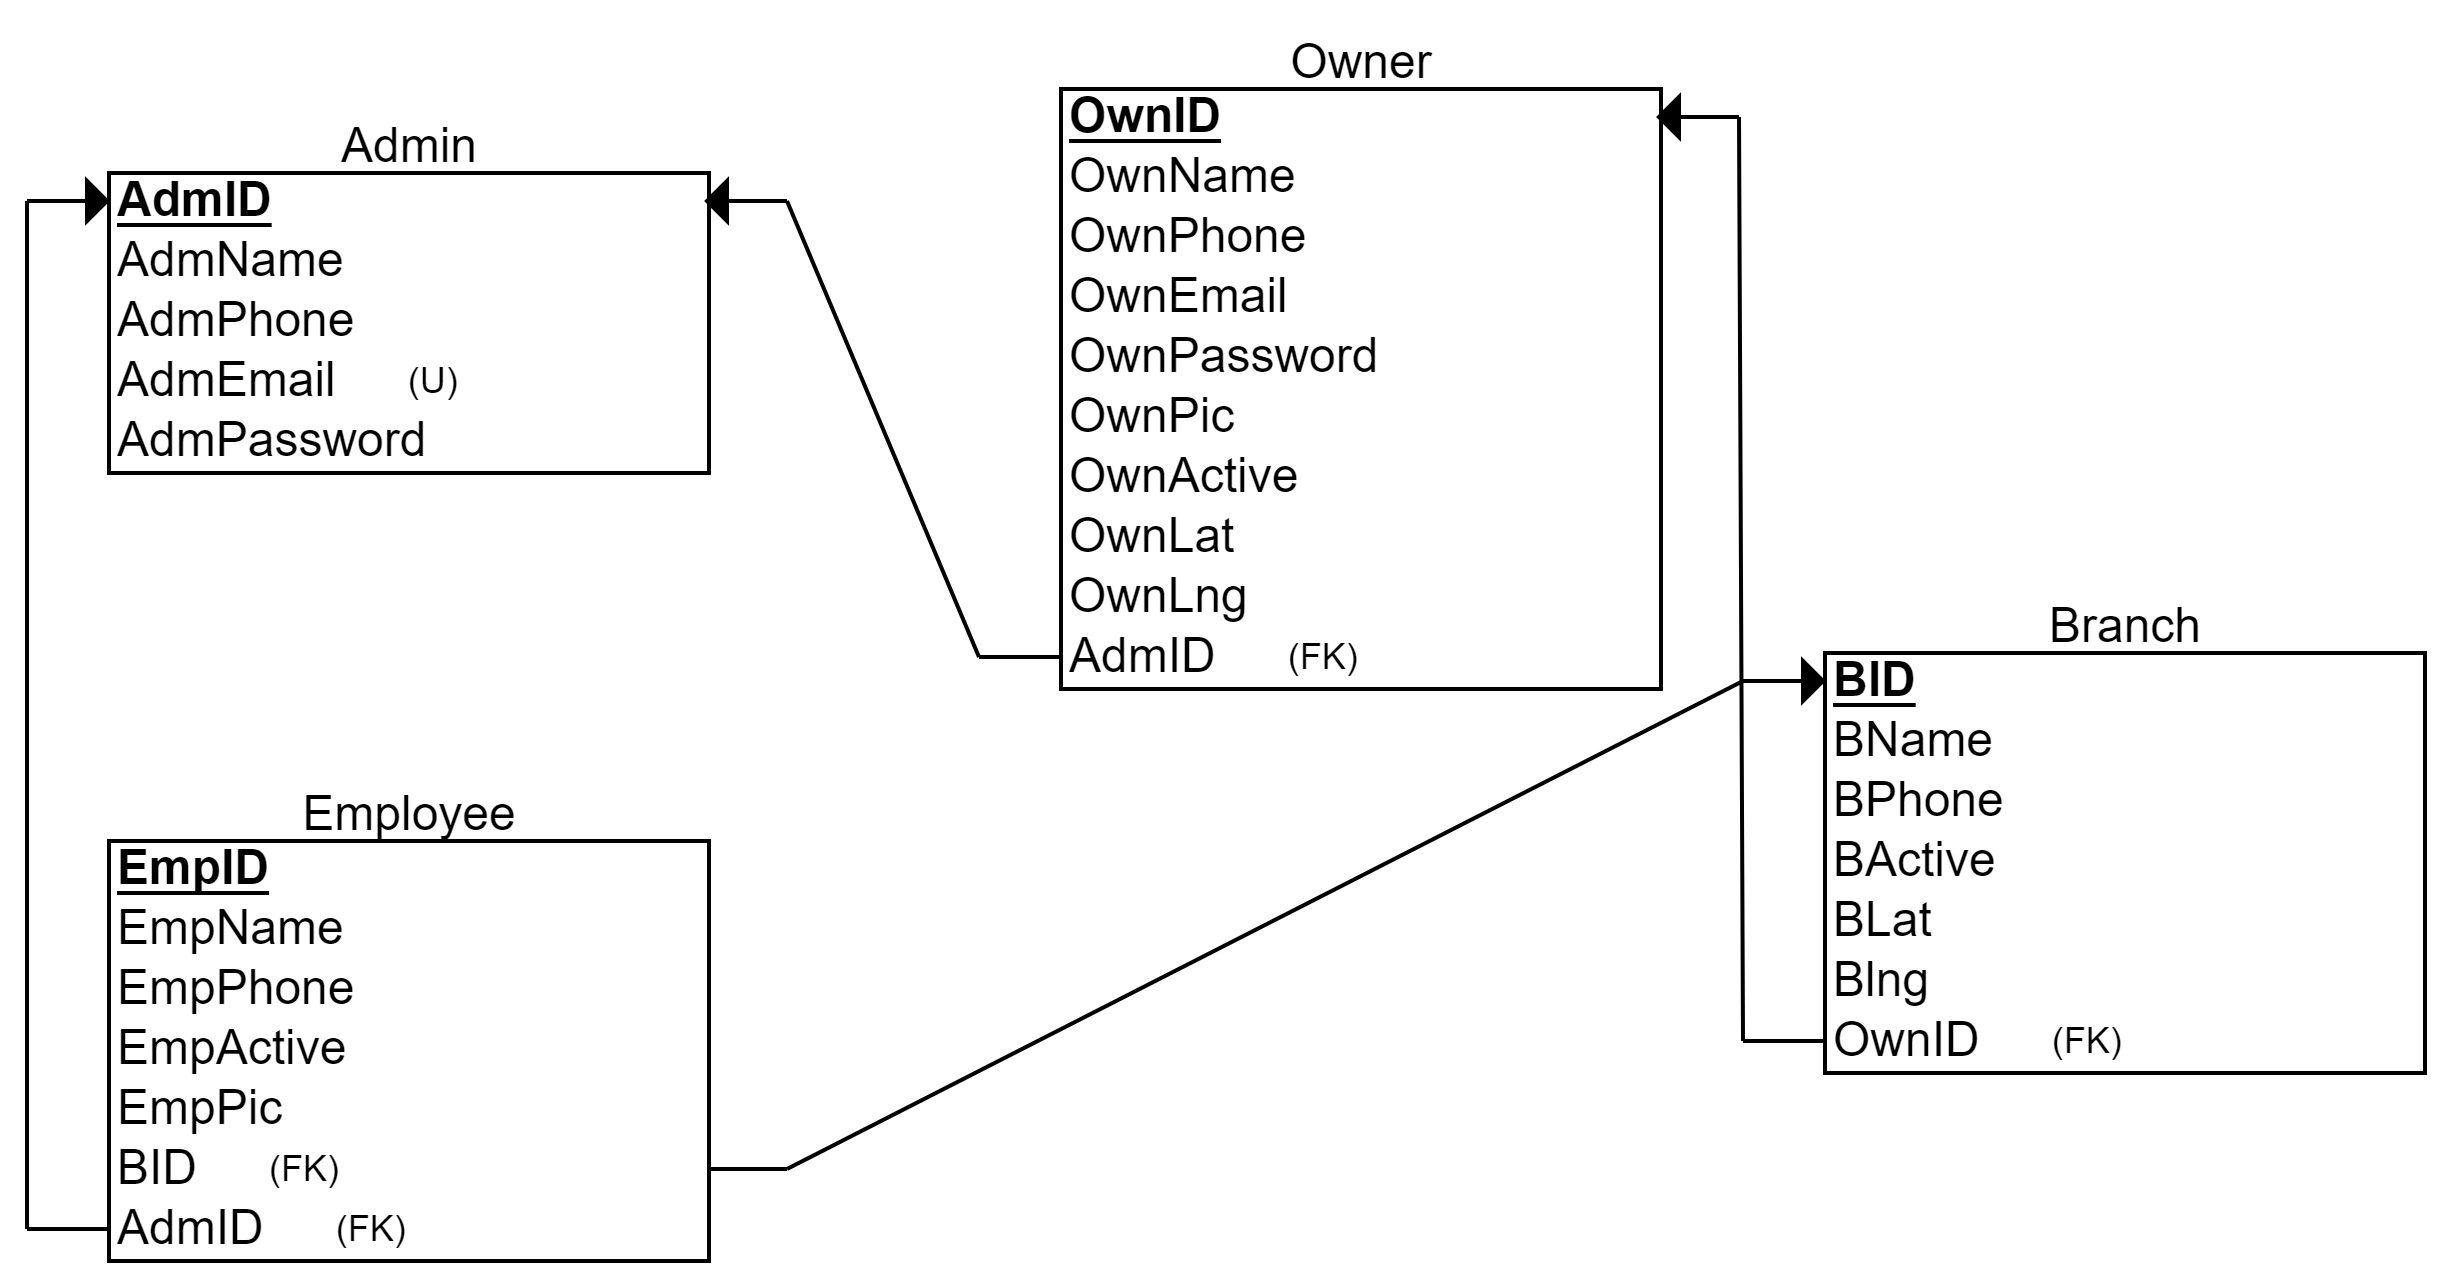 Admin
AdmID
AdmName
AdmPhone
AdmEmail (U)
AdmPassword
Owner
OwnID
OwnName
OwnPhone
OwnEmail
OwnPassword
OwnPic
OwnActive
OwnLat
OwnLng
AdmID (FK)
Employee
EmpID
EmpName
EmpPhone
EmpActive
EmpPic
BID (FK)
AdmID (FK)
Branch
BID
BName
BPhone
BActive
BLat
Blng
OwnID (FK)